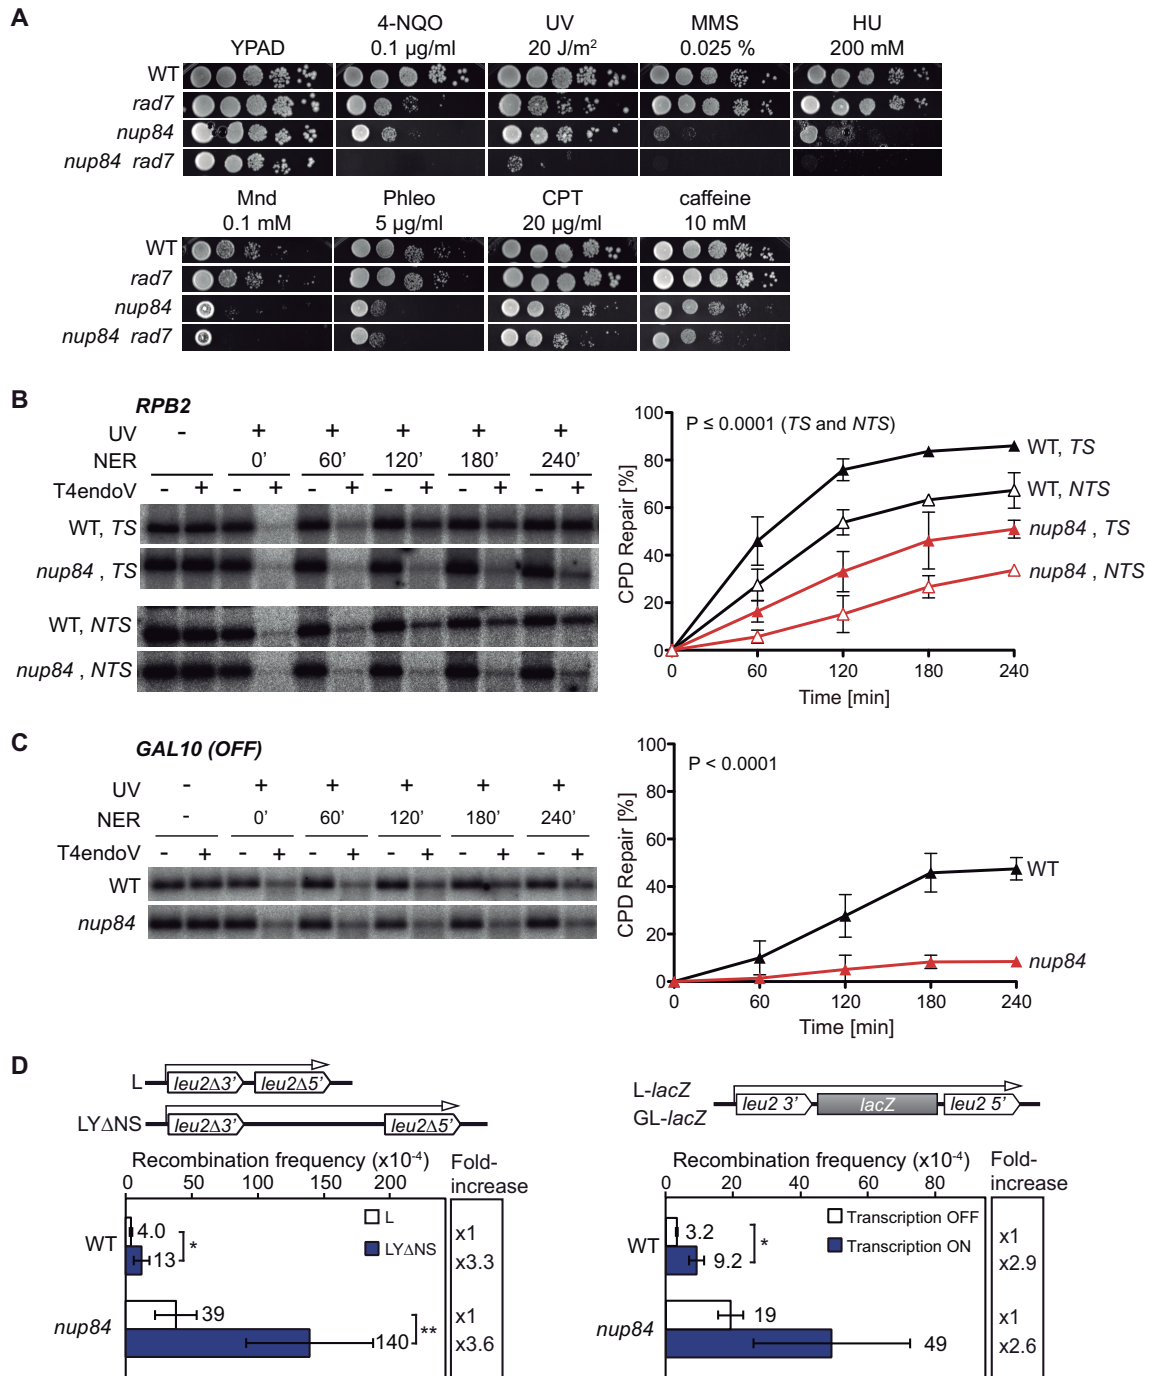 A
YPAD 4-NQO 0.1 µg/ml UV 20 J/m² MMS 0.025 % HU 200 mM
WT
rad7
nup84
nup84 rad7
Mnd 0.1 mM Phleo 5 µg/ml CPT 20 µg/ml caffeine 10 mM
WT
rad7
nup84
nup84 rad7
B
RPB2
UV - + + + + +
NER 0' 60' 120' 180' 240'
T4endoV - + - + - + - + - + - +
WT, TS
nup84 , TS
WT, NTS
nup84 , NTS
CPD Repair [%]
100
80
60
40
20
0
P ≤ 0.0001 (TS and NTS)
WT, TS
WT, NTS
nup84 , TS
nup84 , NTS
0 60 120 180 240
Time [min]
C
GAL10 (OFF)
UV - + + + + +
NER - 0' 60' 120' 180' 240'
T4endoV - + - + - + - + - + - +
WT
nup84
CPD Repair [%]
100
80
60
40
20
0
P < 0.0001
WT
nup84
0 60 120 180 240
Time [min]
D
L leu2Δ3' leu2Δ5'
LYΔNS leu2Δ3' leu2Δ5'
Recombination frequency (x10⁻⁴)
0 50 100 150 200
Fold-increase
L
LYΔNS
WT
4.0 x1
13 * x3.3
nup84
39 x1
140 ** x3.6
L-lacZ
GL-lacZ
leu2 3' lacZ leu2 5'
Recombination frequency (x10⁻⁴)
0 20 40 60 80
Fold-increase
Transcription OFF
Transcription ON
WT
3.2 x1
9.2 * x2.9
nup84
19 x1
49 x2.6